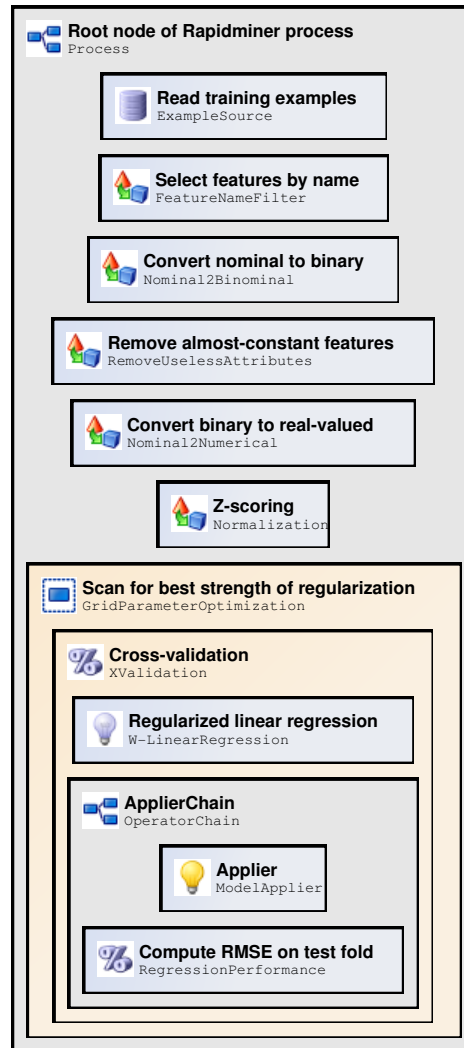 Root node of Rapidminer process
Process
Read training examples
ExampleSource
Select features by name
FeatureNameFilter
Convert nominal to binary
Nominal2Binominal
Remove almost-constant features
RemoveUselessAttributes
Convert binary to real-valued
Nominal2Numerical
Z-scoring
Normalization
Scan for best strength of regularization
GridParameterOptimization
Cross-validation
XValidation
Regularized linear regression
W-LinearRegression
ApplierChain
OperatorChain
Applier
ModelApplier
Compute RMSE on test fold
RegressionPerformance